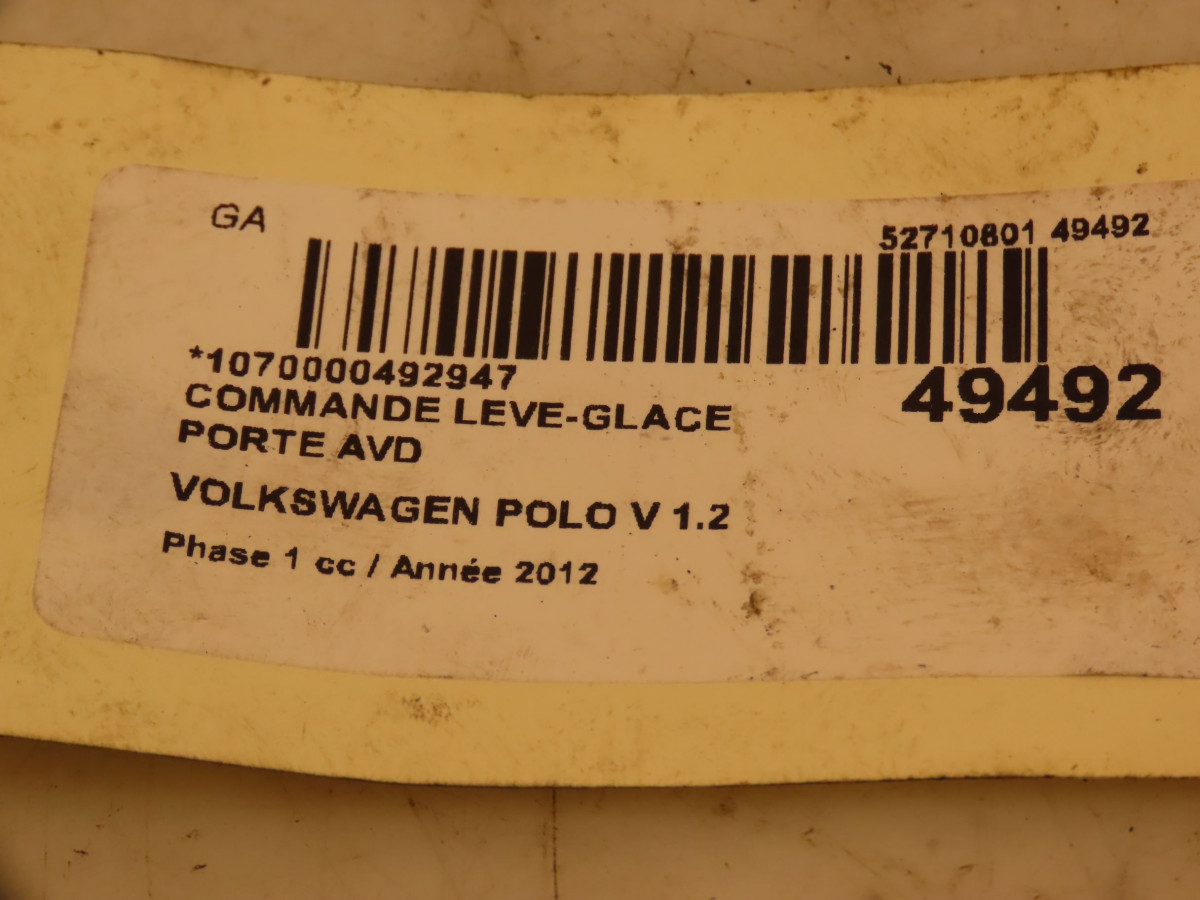 GA
52710801 49492
*1070000492947
49492
COMMANDE LEVE-GLACE
PORTE AVD
VOLKSWAGEN POLO V 1.2
Phase 1 cc / Année 2012